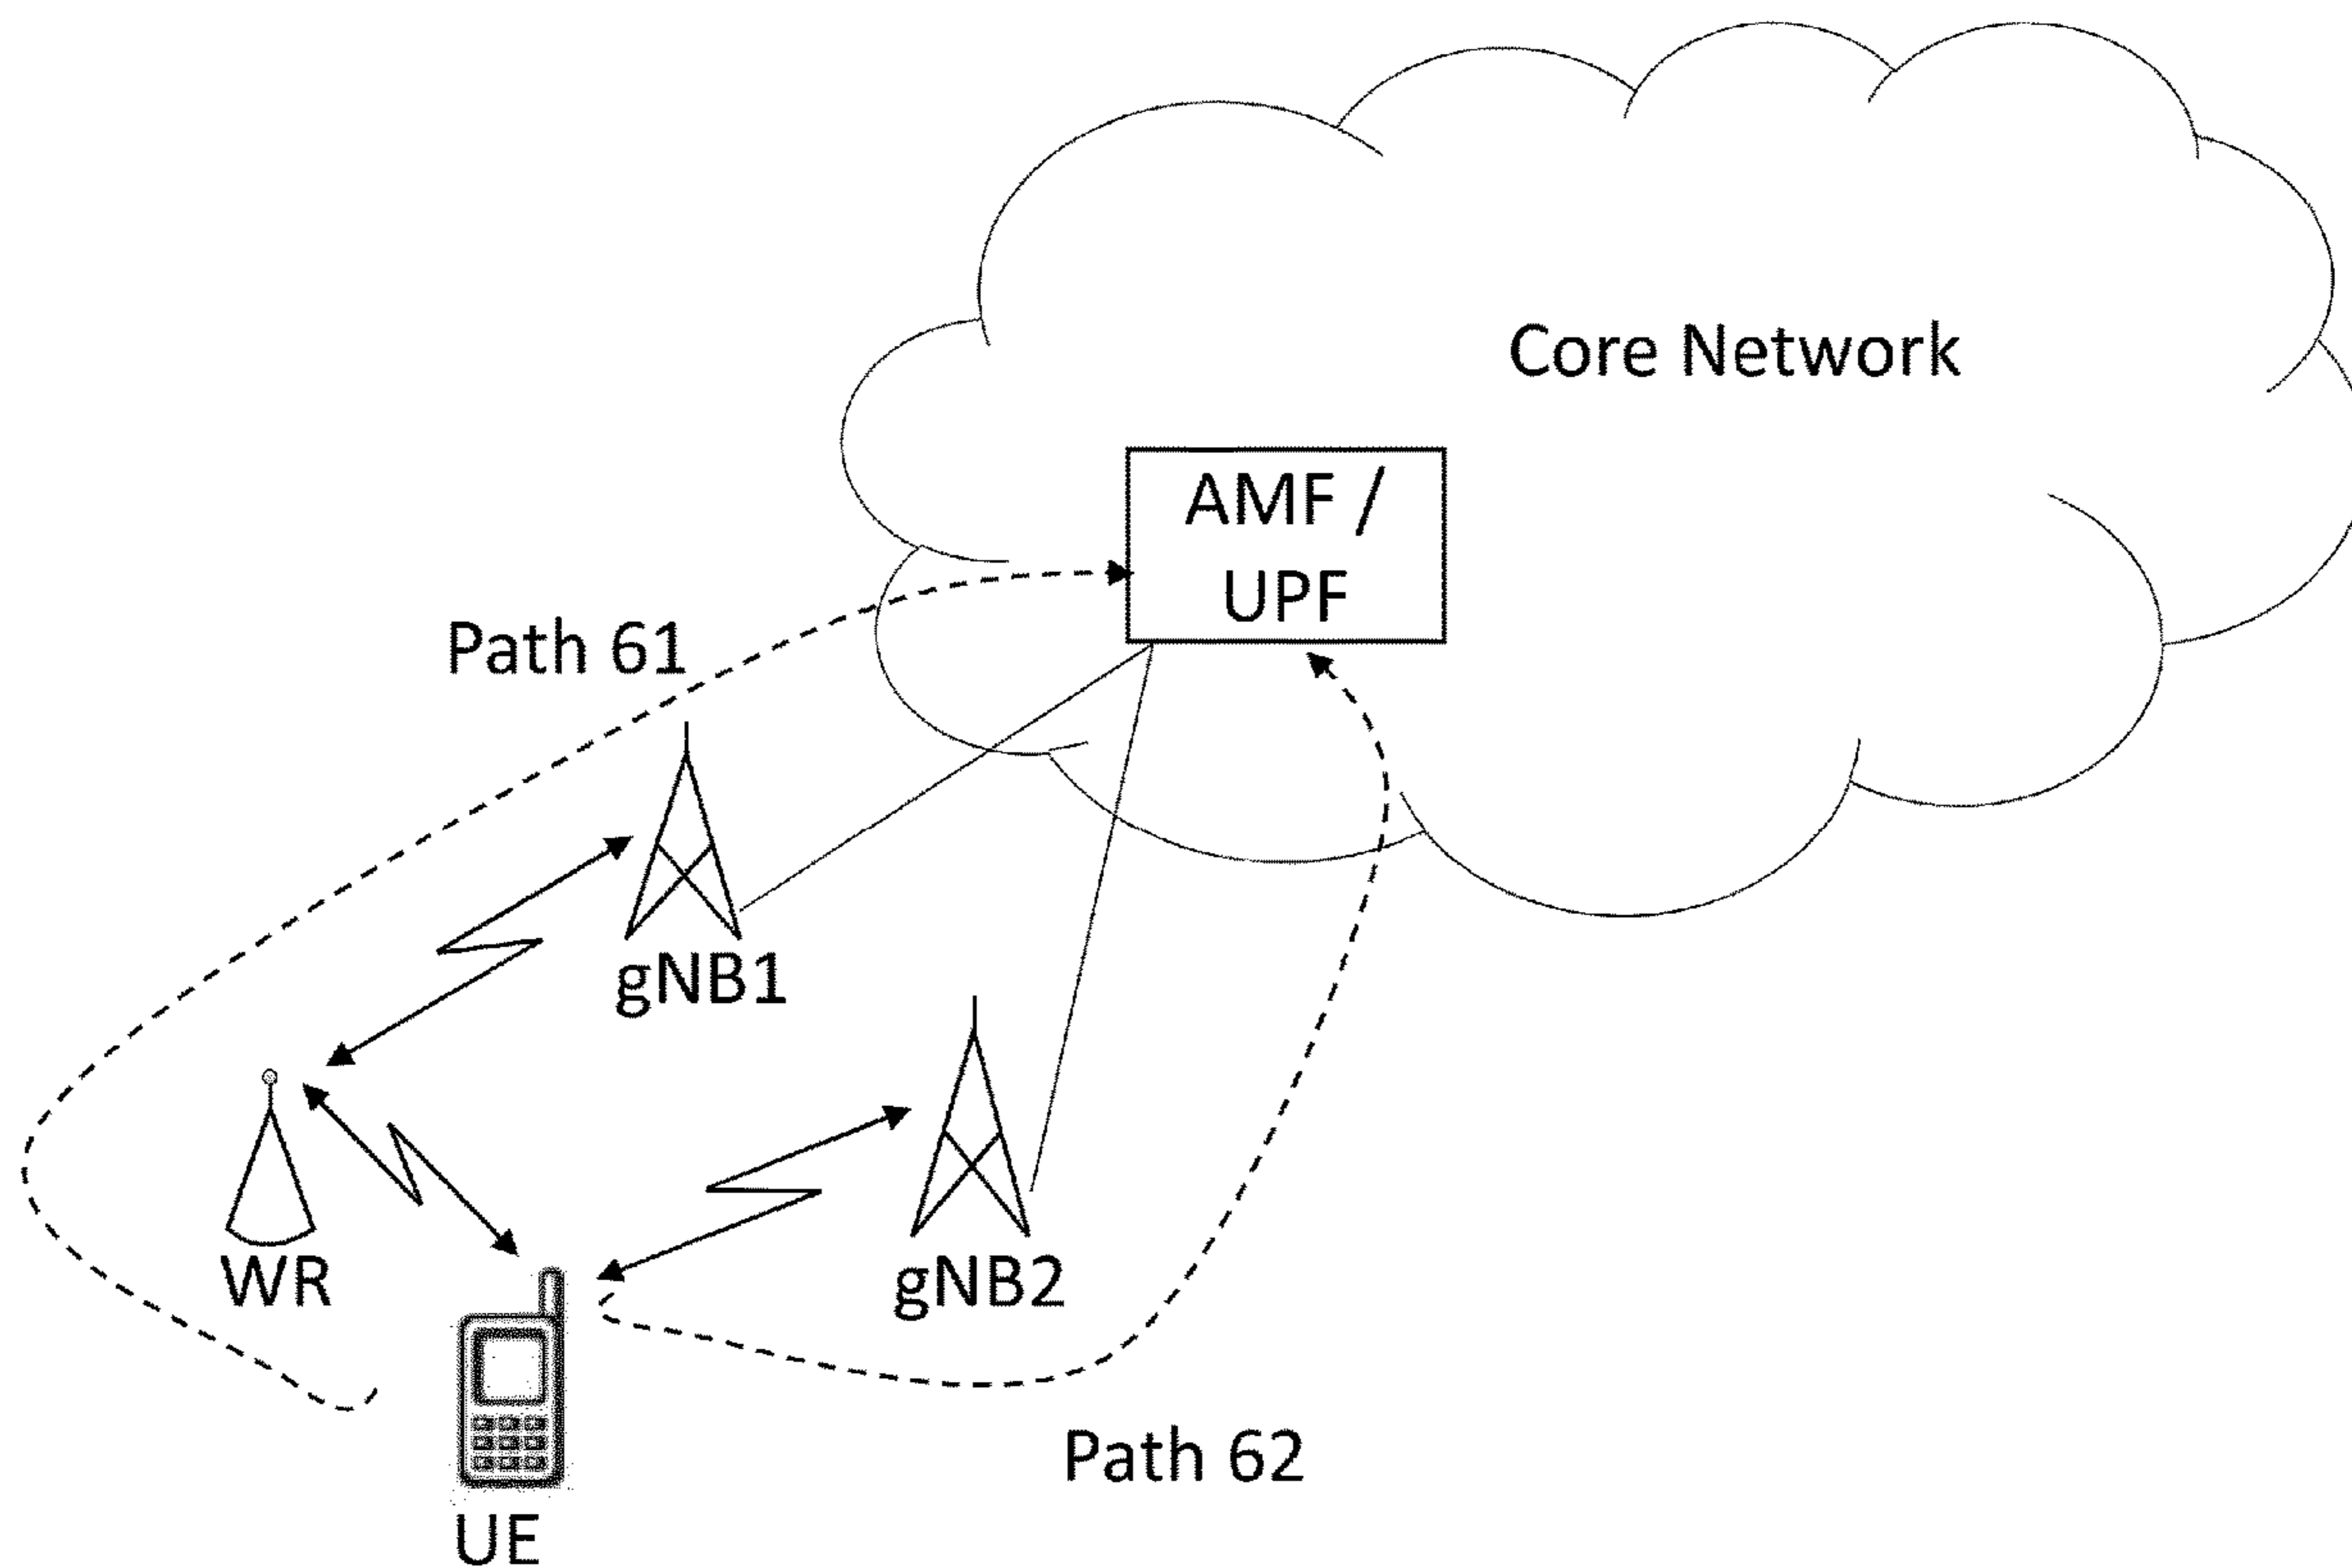 Core Network
AMF /
UPF
Path 61
gNB1
WR
gNB2
Path 62
UE